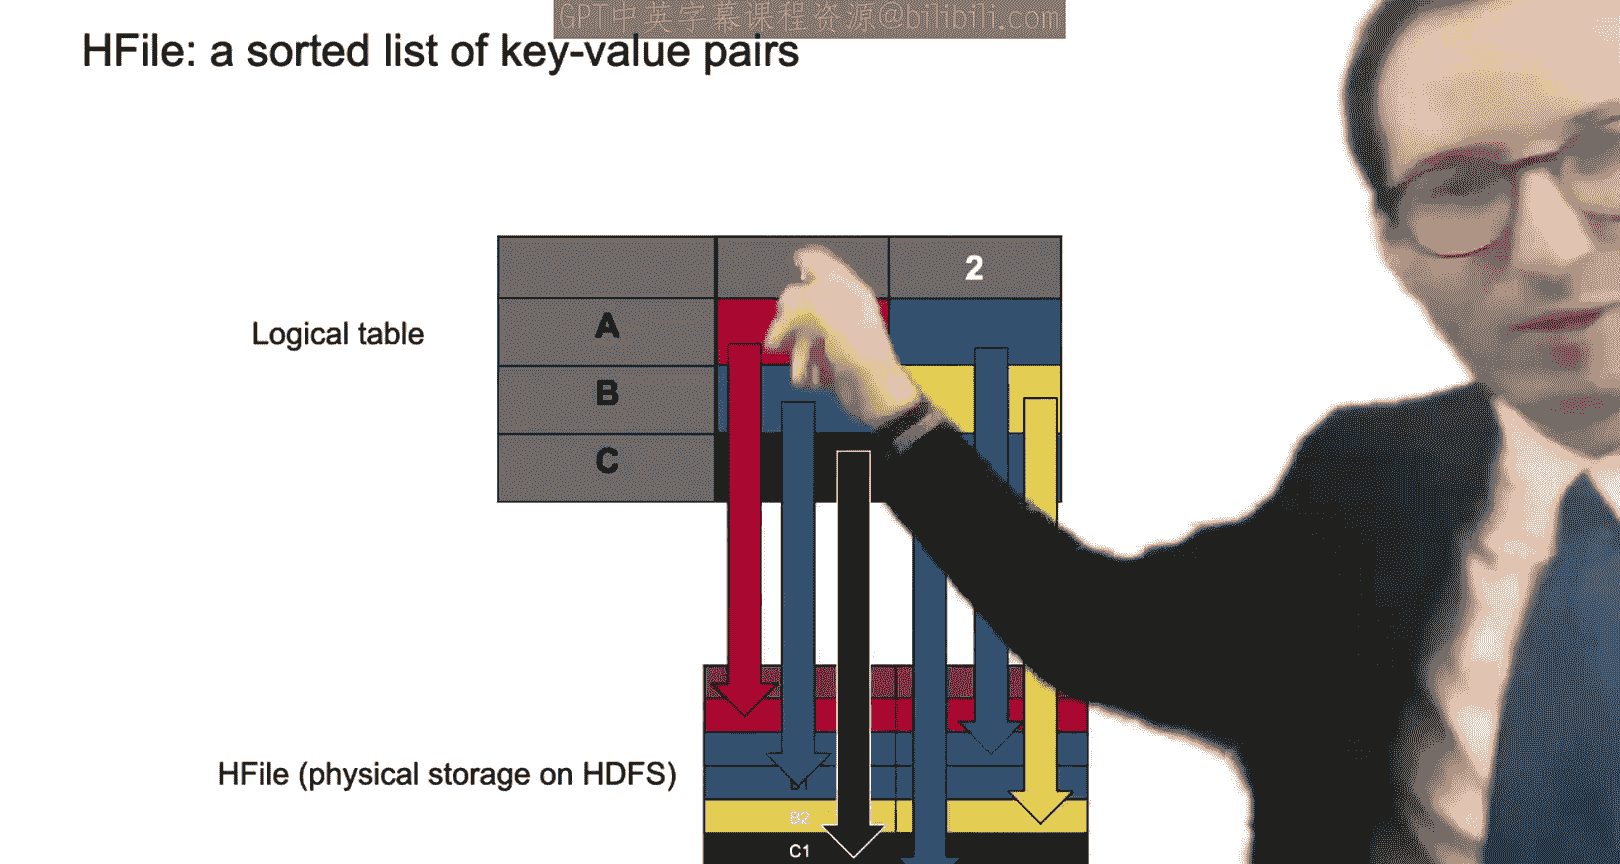 GPT中英字幕课程资源@bilibili.com
HFile: a sorted list of key-value pairs
2
Logical table
A
B
C
HFile (physical storage on HDFS)
B2
C1